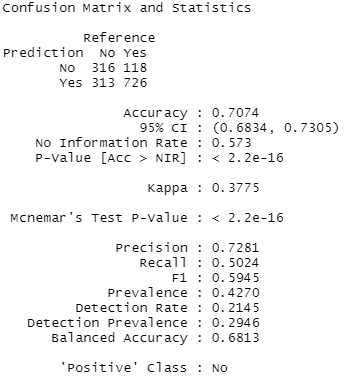 Confusion Matrix and Statistics
Reference
Prediction No Yes
No 316 118
Yes 313 726
Accuracy : 0.7074
95% CI : (0.6834, 0.7305)
No Information Rate : 0.573
P-Value [Acc > NIR] : < 2.2e-16
Kappa : 0.3775
Mcnemar's Test P-Value : < 2.2e-16
Precision : 0.7281
Recall : 0.5024
F1 : 0.5945
Prevalence : 0.4270
Detection Rate : 0.2145
Detection Prevalence : 0.2946
Balanced Accuracy : 0.6813
'Positive' Class : No